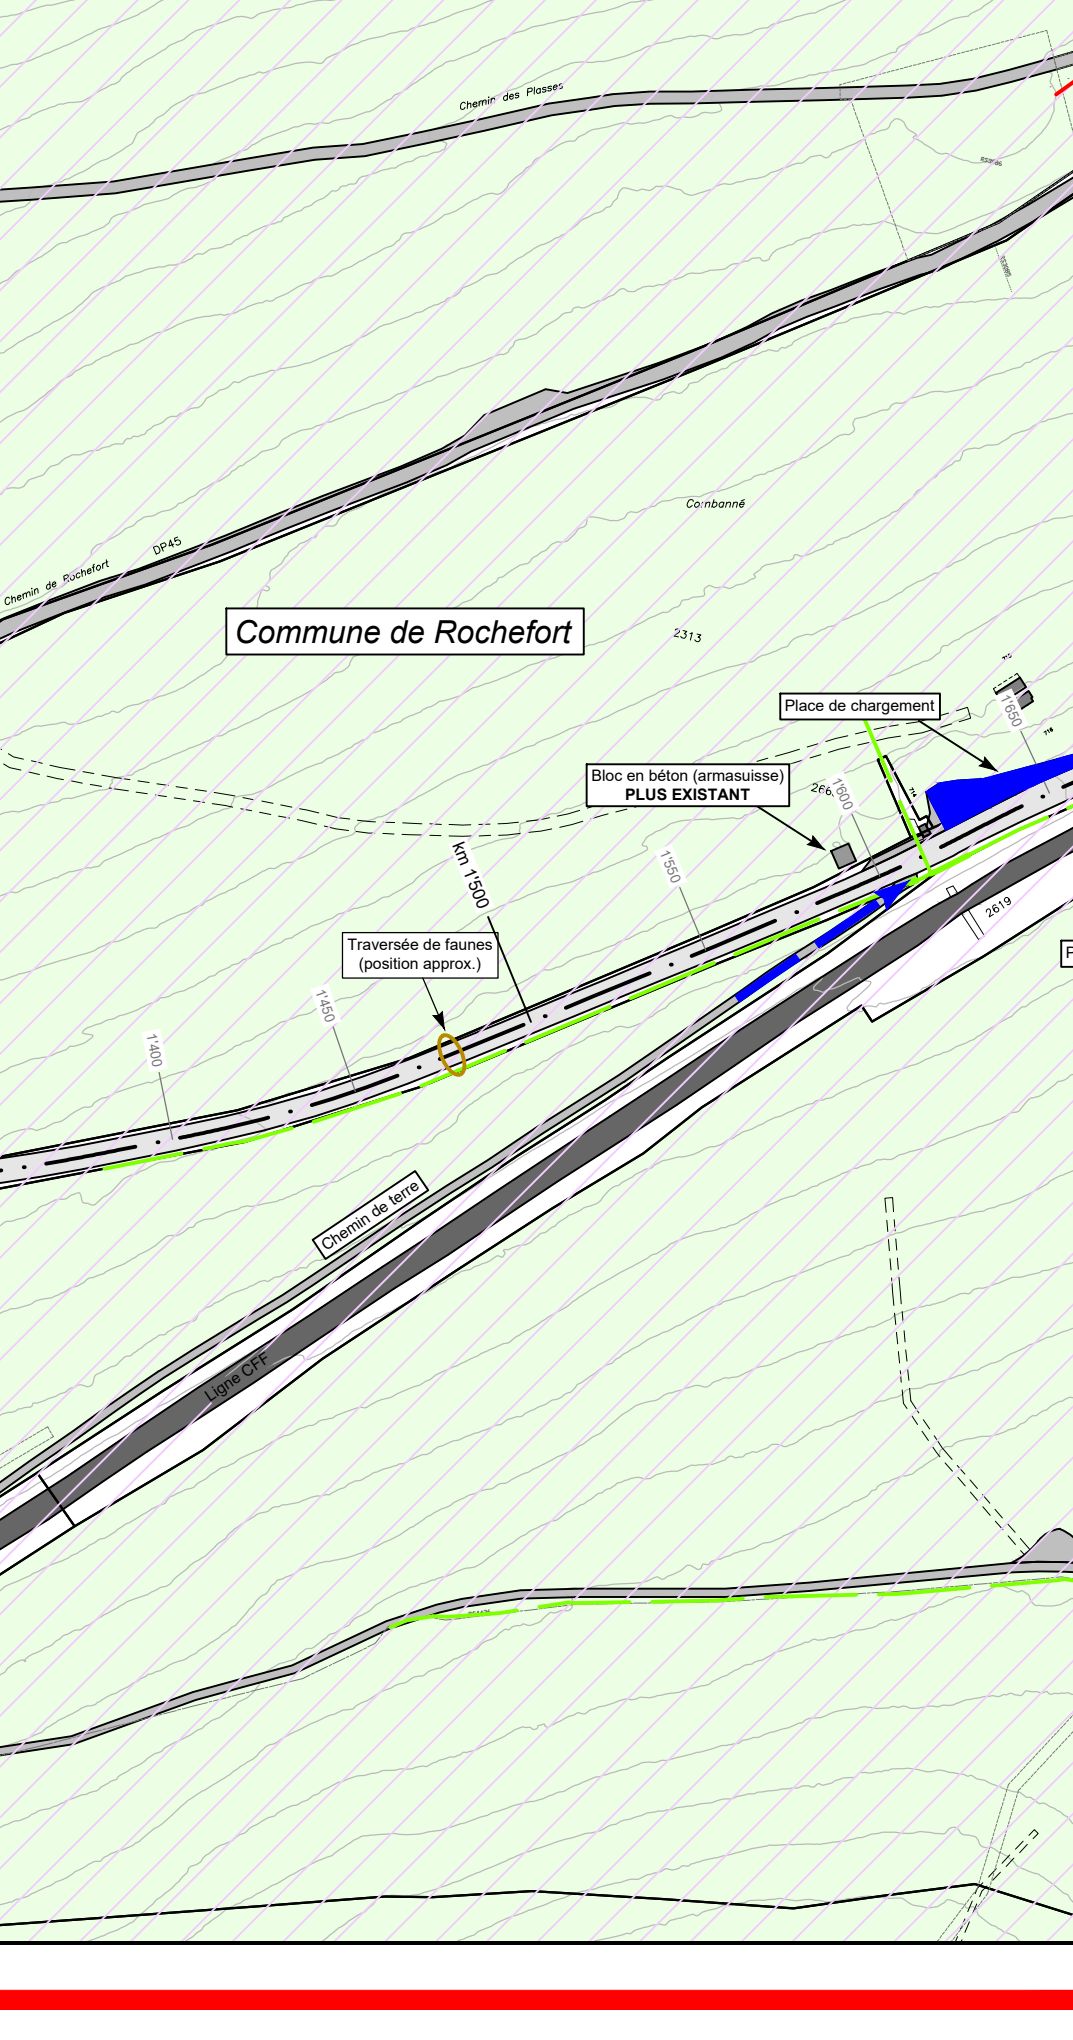 Chemin des Plasses
Combanné
DP45
Chemin de Rochefort
Commune de Rochefort
2313
Place de chargement
1'650
Bloc en béton (armasuisse)
PLUS EXISTANT
1'600
714
km 1'500
1'550
2619
Traversée de faunes
(position approx.)
1'450
1'400
Chemin de terre
Ligne CFF